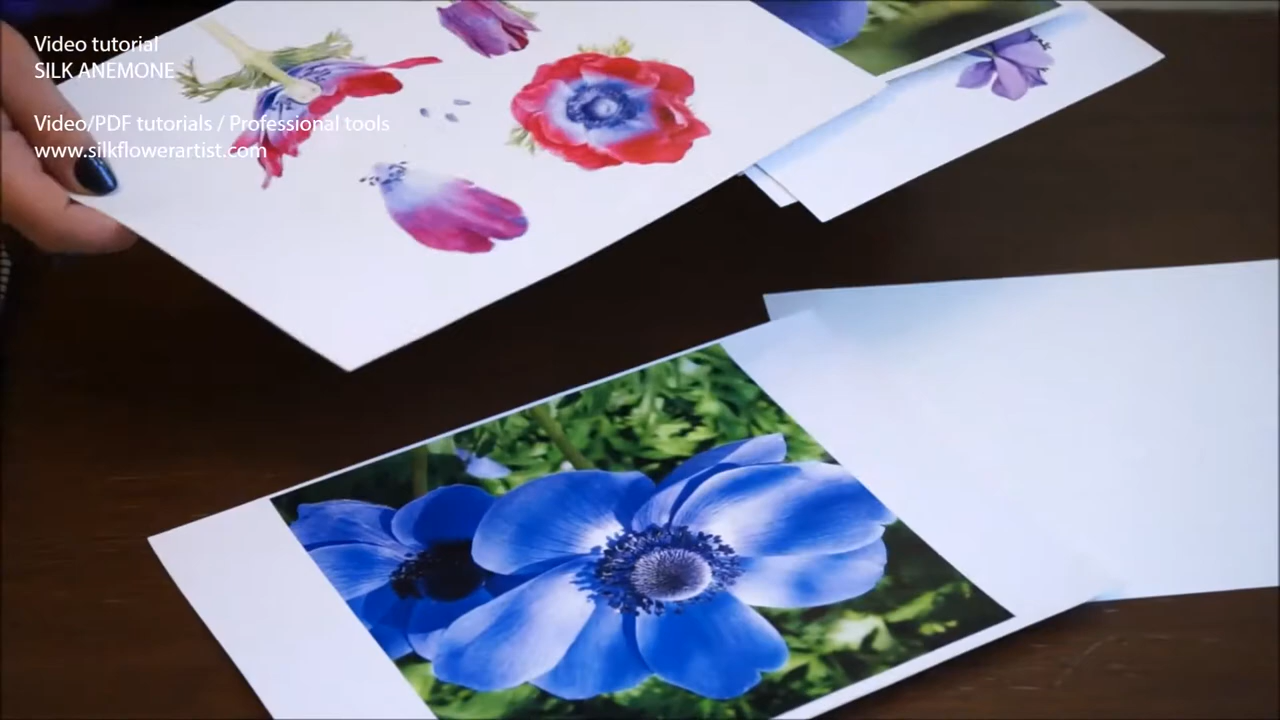 Video tutorial
SILK ANEMONE
Video/PDF tutorials / Professional tools
www.silkflowerartist.com